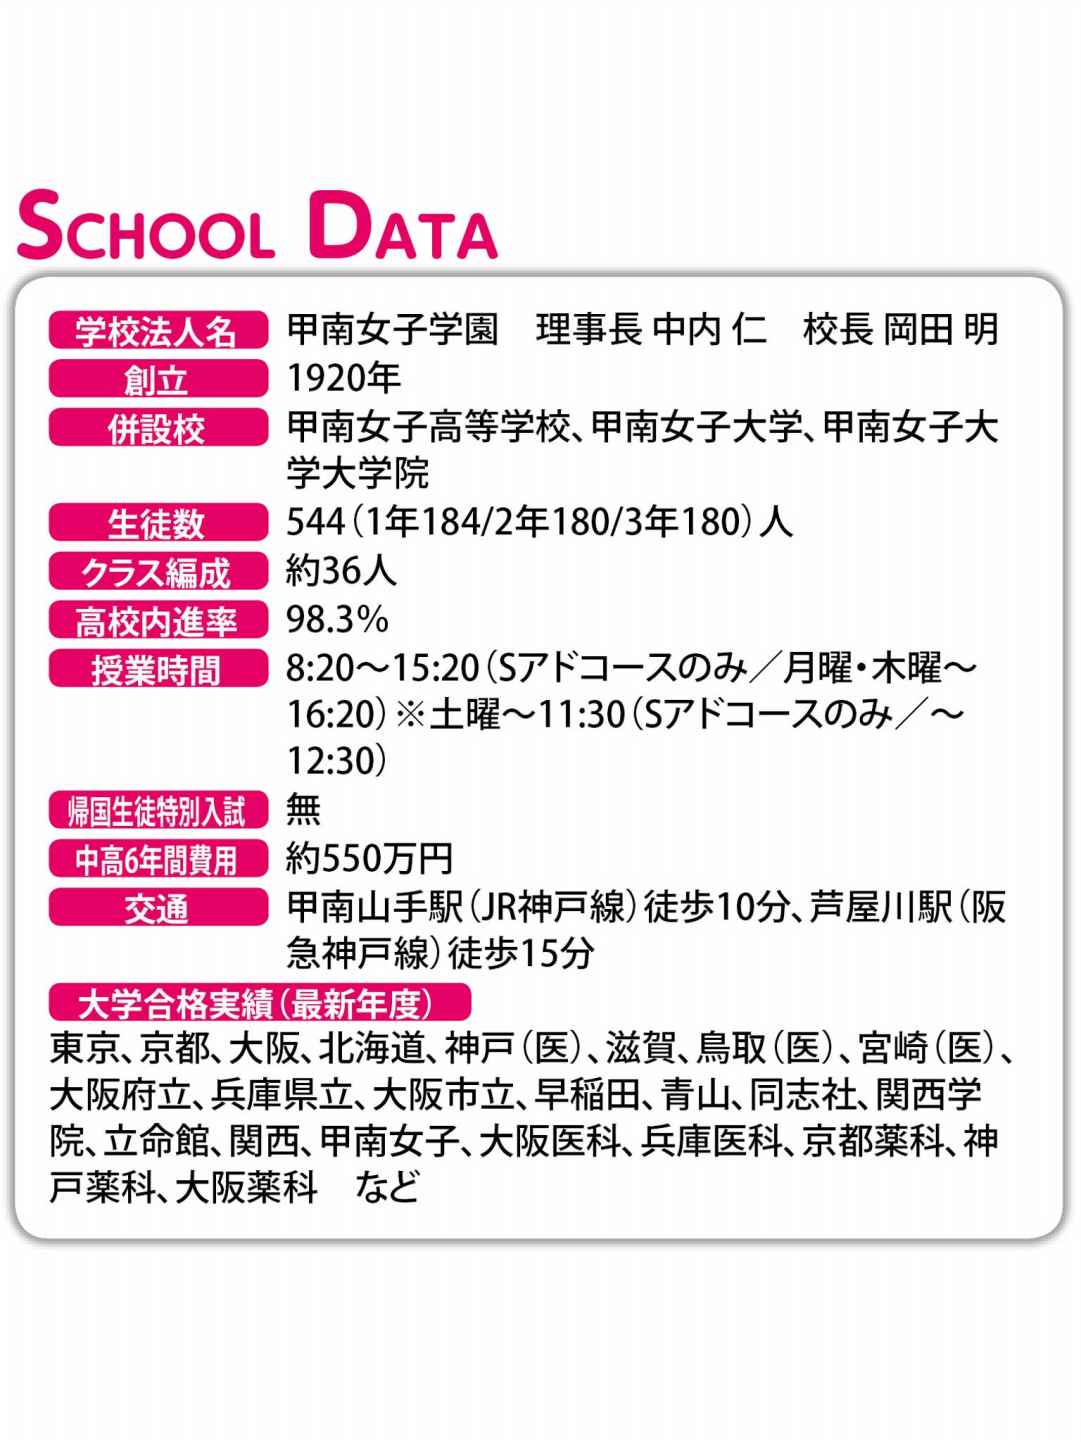 SCHOOL DATA
学校法人名 甲南女子学園　理事長 中内 仁　校長 岡田 明
創立 1920年
併設校 甲南女子高等学校、甲南女子大学、甲南女子大
学大学院
生徒数 544（1年184/2年180/3年180）人
クラス編成 約36人
高校内進率 98.3%
授業時間 8:20〜15:20（Sアドコースのみ／月曜・木曜〜
16:20）※土曜〜11:30（Sアドコースのみ／〜
12:30）
帰国生徒特別入試 無
中高6年間費用 約550万円
交通 甲南山手駅（JR神戸線）徒歩10分、芦屋川駅（阪
急神戸線）徒歩15分
大学合格実績（最新年度）
東京、京都、大阪、北海道、神戸（医）、滋賀、鳥取（医）、宮崎（医）、
大阪府立、兵庫県立、大阪市立、早稲田、青山、同志社、関西学
院、立命館、関西、甲南女子、大阪医科、兵庫医科、京都薬科、神
戸薬科、大阪薬科　など